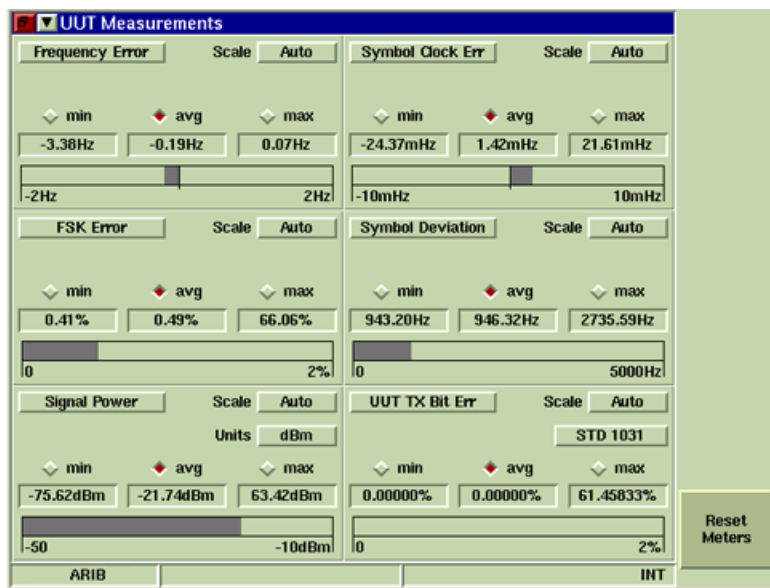 UUT Measurements
Frequency Error Scale Auto
min avg max
-3.38Hz -0.19Hz 0.07Hz
-2Hz 2Hz
Symbol Clock Err Scale Auto
min avg max
-24.37mHz 1.42mHz 21.61mHz
-10mHz 10mHz
FSK Error Scale Auto
min avg max
0.41% 0.49% 66.06%
0 2%
Symbol Deviation Scale Auto
min avg max
943.20Hz 946.32Hz 2735.59Hz
0 5000Hz
Signal Power Scale Auto
Units dBm
min avg max
-75.62dBm -21.74dBm 63.42dBm
-50 -10dBm
UUT TX Bit Err Scale Auto
STD 1031
min avg max
0.00000% 0.00000% 61.45833%
0 2%
Reset
Meters
ARIB INT